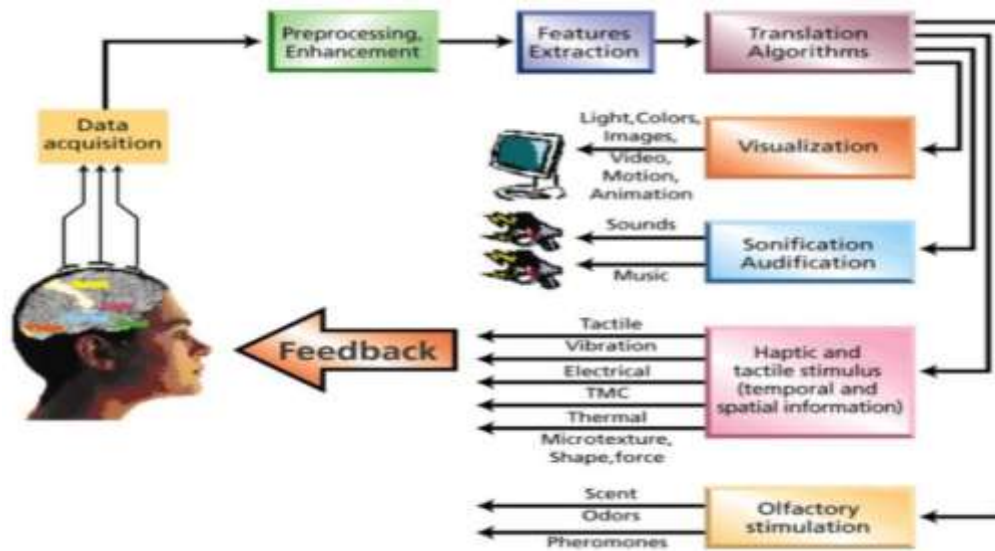 Preprocessing,
Enhancement
Features
Extraction
Translation
Algorithms
Data
acquisition
Light,Colors,
Images,
Video,
Motion,
Animation
Visualization
Sounds
Music
Sonification
Audification
Feedback
Tactile
Vibration
Electrical
TMC
Thermal
Microtexture,
Shape,force
Haptic and
tactile stimulus
(temporal and
spatial information)
Scent
Odors
Pheromones
Olfactory
stimulation